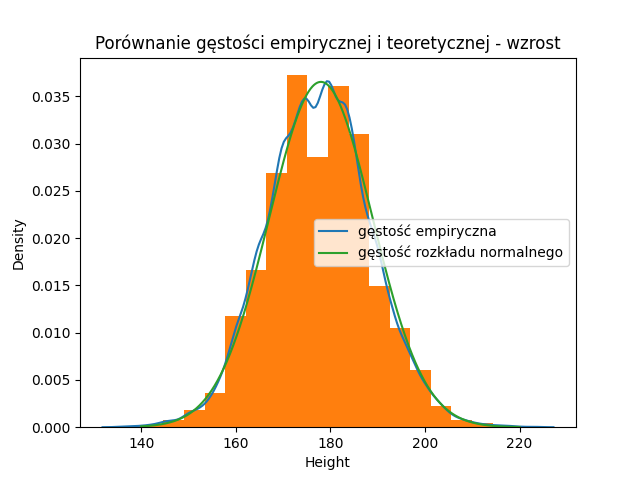 Porównanie gęstości empirycznej i teoretycznej - wzrost
0.035
0.030
0.025
0.020
0.015
0.010
0.005
0.000
Density
gęstość empiryczna
gęstość rozkładu normalnego
140 160 180 200 220
Height